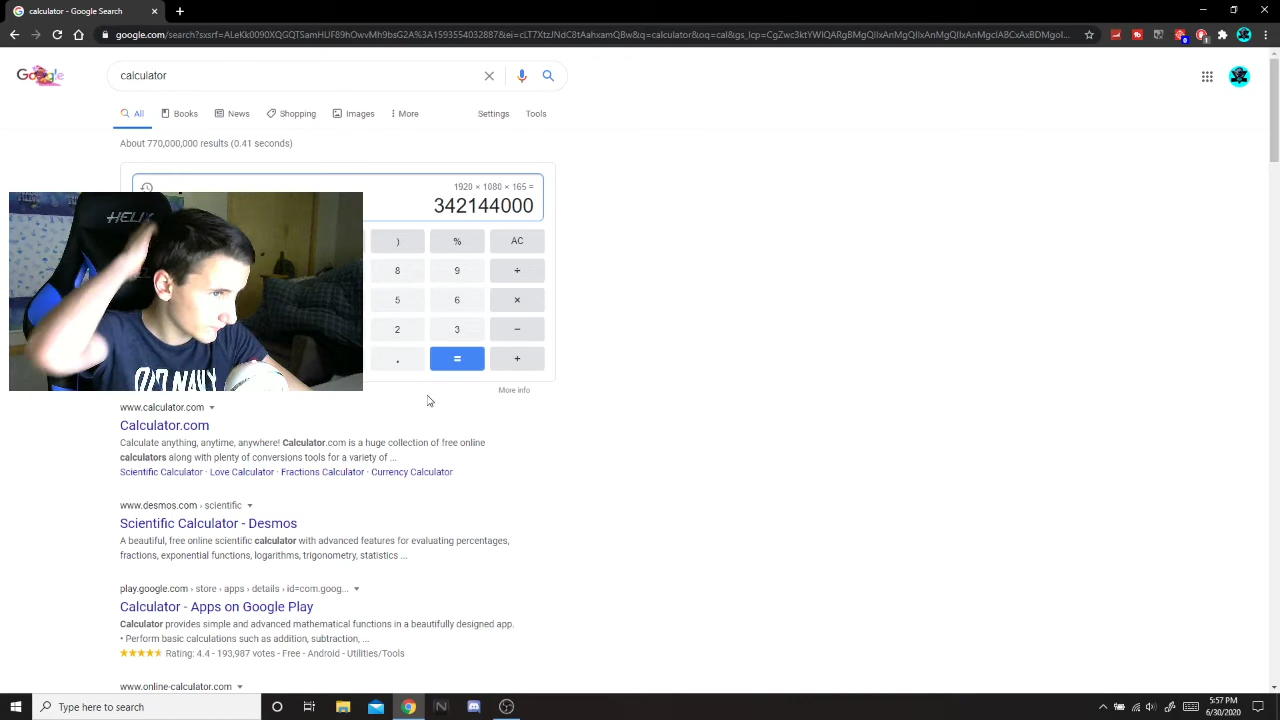 calculator - Google Search
google.com/search?sxsrf=ALeKk0090XQGQTSamHUF89hOwvMh9bsG2A%3A1593554032887&ei=cLT7XtzJNdC8tAahxamQBw&q=calculator&oq=cal&gs_lcp=
Google
calculator
All
Books
News
Shopping
Images
More
Settings
Tools
About 770,000,000 results (0.41 seconds)
1920 × 1080 × 165 =
342144000
) % AC
8 9 ÷
5 6 ×
2 3 −
. = +
More info
HELIX
OLD NAVY
www.calculator.com
Calculator.com
Calculate anything, anytime, anywhere! Calculator.com is a huge collection of free online
calculators along with plenty of conversions tools for a variety of ...
Scientific Calculator · Love Calculator · Fractions Calculator · Currency Calculator
www.desmos.com › scientific
Scientific Calculator - Desmos
A beautiful, free online scientific calculator with advanced features for evaluating percentages,
fractions, exponential functions, logarithms, trigonometry, statistics ...
play.google.com › store › apps › details › id=com.goog...
Calculator - Apps on Google Play
Calculator provides simple and advanced mathematical functions in a beautifully designed app.
• Perform basic calculations such as addition, subtraction, ...
Rating: 4.4 - 193,987 votes - Free - Android - Utilities/Tools
www.online-calculator.com
Type here to search
5:57 PM
6/30/2020